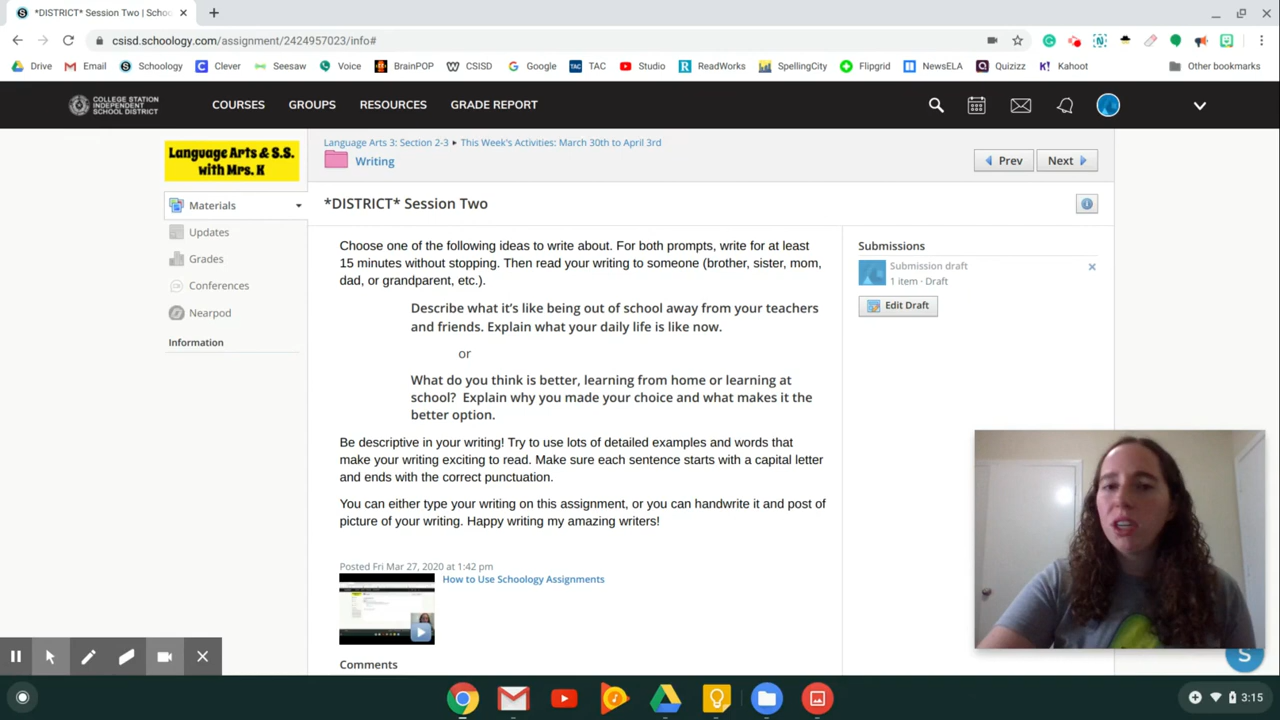 *DISTRICT* Session Two | Schoo
csisd.schoology.com/assignment/2424957023/info#
Drive Email Schoology Clever Seesaw Voice BrainPOP CSISD Google TAC Studio ReadWorks SpellingCity Flipgrid NewsELA Quizizz Kahoot Other bookmarks
COLLEGE STATION
INDEPENDENT
SCHOOL DISTRICT
COURSES GROUPS RESOURCES GRADE REPORT
Language Arts & S.S.
with Mrs. K
Materials
Updates
Grades
Conferences
Nearpod
Information
Language Arts 3: Section 2-3 ▸ This Week's Activities: March 30th to April 3rd
Writing
Prev Next
*DISTRICT* Session Two
Choose one of the following ideas to write about. For both prompts, write for at least
15 minutes without stopping. Then read your writing to someone (brother, sister, mom,
dad, or grandparent, etc.).
Describe what it's like being out of school away from your teachers
and friends. Explain what your daily life is like now.
or
What do you think is better, learning from home or learning at
school? Explain why you made your choice and what makes it the
better option.
Be descriptive in your writing! Try to use lots of detailed examples and words that
make your writing exciting to read. Make sure each sentence starts with a capital letter
and ends with the correct punctuation.
You can either type your writing on this assignment, or you can handwrite it and post of
picture of your writing. Happy writing my amazing writers!
Posted Fri Mar 27, 2020 at 1:42 pm
How to Use Schoology Assignments
Comments
Submissions
Submission draft
1 item · Draft
Edit Draft
S
3:15